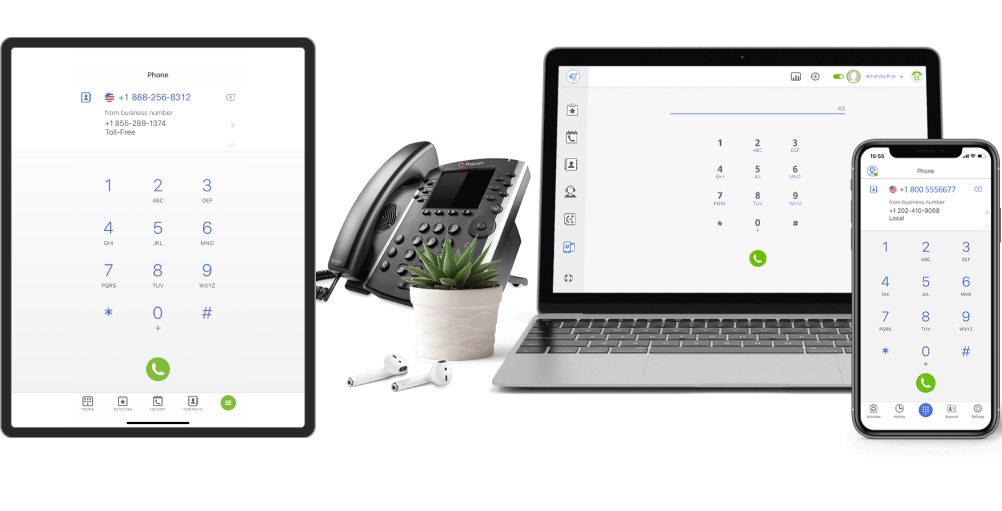 Phone
+1 888-256-8312
from business number
+1 855-289-1374
Toll-Free
1
2
3
ABC
DEF
4
5
6
GHI
JKL
MNO
7
8
9
PQRS
TUV
WXYZ
*
0
#
+
PHONE
ACTIVITIES
HISTORY
CONTACTS
Polycom
Amanda Rice
1
2
3
ABC
DEF
4
5
6
GHI
JKL
MNO
7
8
9
PQRS
TUV
WXYZ
*
0
#
+
15:55
Phone
+1 800 5556677
from business number
+1 202-410-9068
Local
1
2
3
ABC
DEF
4
5
6
GHI
JKL
MNO
7
8
9
PQRS
TUV
WXYZ
*
0
#
+
Activities
History
Account
Settings